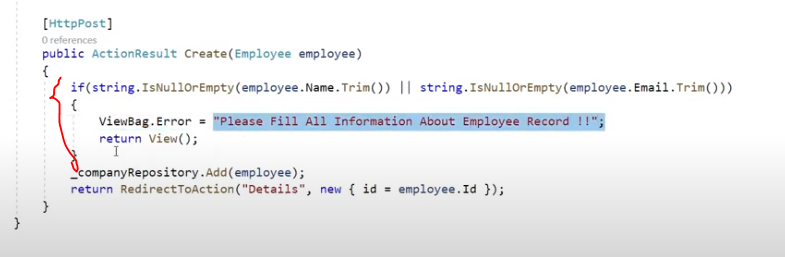 [HttpPost]
0 references
public ActionResult Create(Employee employee)
{
if(string.IsNullOrEmpty(employee.Name.Trim()) || string.IsNullOrEmpty(employee.Email.Trim()))
{
ViewBag.Error = "Please Fill All Information About Employee Record !!";
return View();
}
_companyRepository.Add(employee);
return RedirectToAction("Details", new { id = employee.Id });
}
}